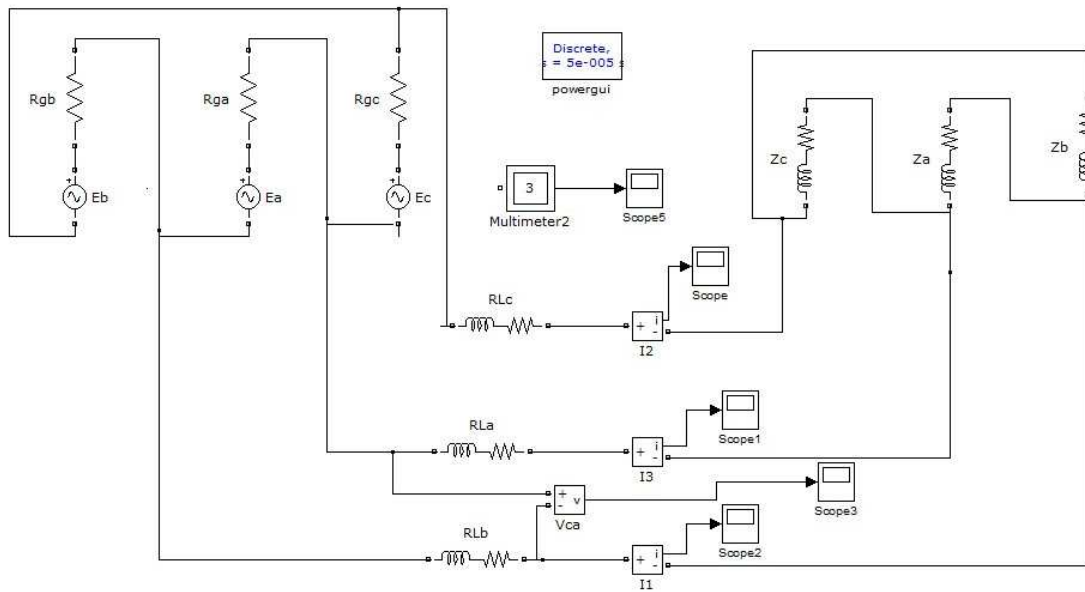 Rgb
Rga
Rgc
Eb
Ea
Ec
Discrete,
s = 5e-005 s
powergui
3
Multimeter2
Scope5
Zc
Za
Zb
RLc
i
+
-
I2
Scope
RLa
i
+
-
I3
Scope1
+
-
v
Vca
Scope3
RLb
i
+
-
I1
Scope2